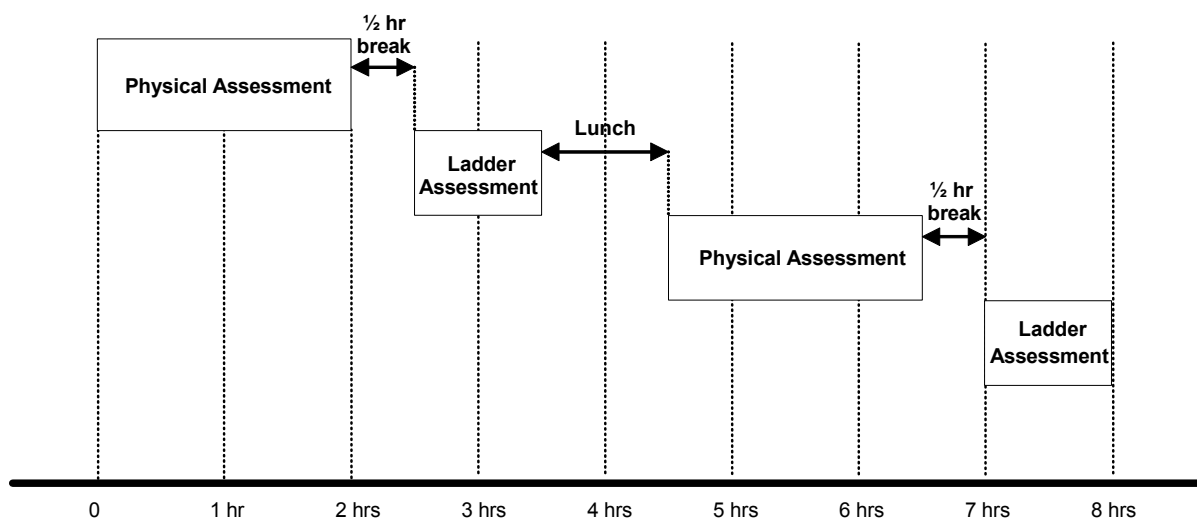 ½ hr
break
Physical Assessment
Lunch
Ladder
Assessment
½ hr
break
Physical Assessment
Ladder
Assessment
0 1 hr 2 hrs 3 hrs 4 hrs 5 hrs 6 hrs 7 hrs 8 hrs